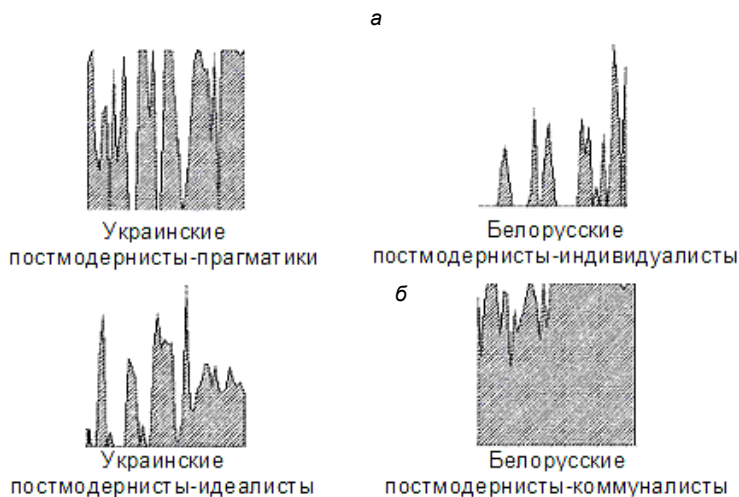 а
Украинские
постмодернисты-прагматики
Белорусские
постмодернисты-индивидуалисты
б
Украинские
постмодернисты-идеалисты
Белорусские
постмодернисты-коммуналисты